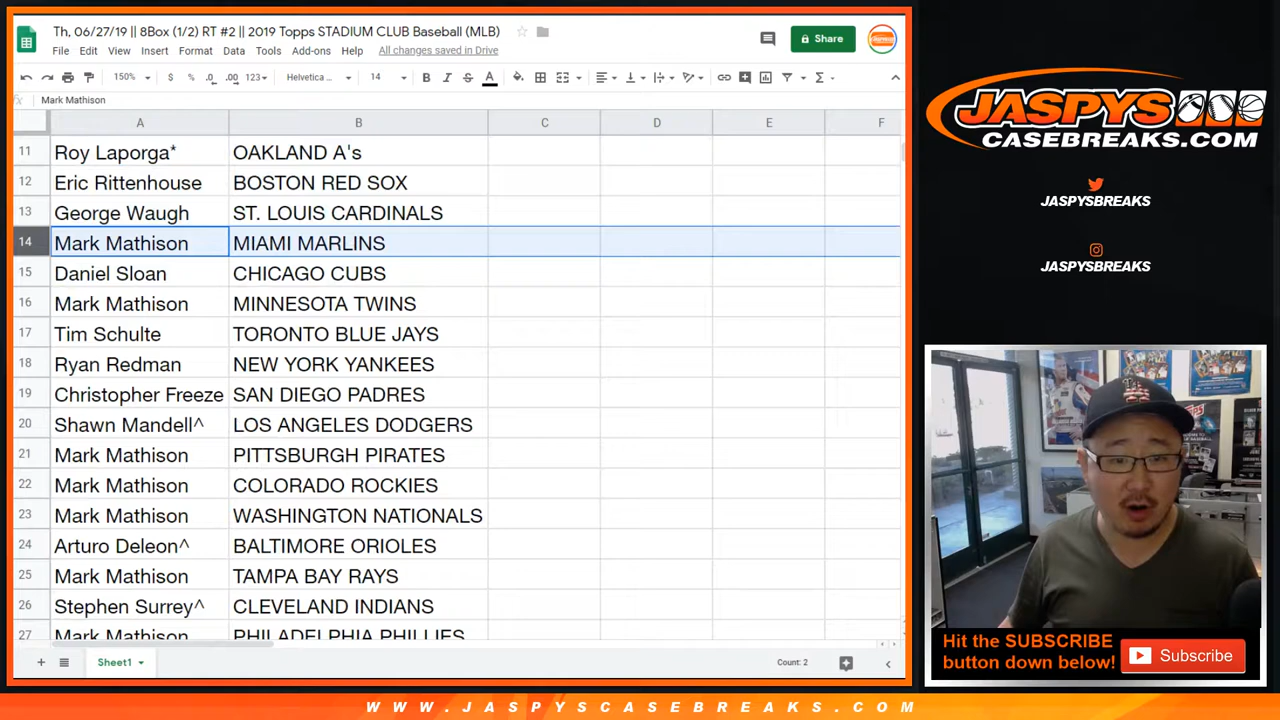 Th, 06/27/19 || 8Box (1/2) RT #2 || 2019 Topps STADIUM CLUB Baseball (MLB)
File Edit View Insert Format Data Tools Add-ons Help All changes saved in Drive
Share
150% $ % .0 .00 123 Helvetica ... 14 B I S A
fx Mark Mathison
A B C D E F
11 Roy Laporga* OAKLAND A's
12 Eric Rittenhouse BOSTON RED SOX
13 George Waugh ST. LOUIS CARDINALS
14 Mark Mathison MIAMI MARLINS
15 Daniel Sloan CHICAGO CUBS
16 Mark Mathison MINNESOTA TWINS
17 Tim Schulte TORONTO BLUE JAYS
18 Ryan Redman NEW YORK YANKEES
19 Christopher Freeze SAN DIEGO PADRES
20 Shawn Mandell^ LOS ANGELES DODGERS
21 Mark Mathison PITTSBURGH PIRATES
22 Mark Mathison COLORADO ROCKIES
23 Mark Mathison WASHINGTON NATIONALS
24 Arturo Deleon^ BALTIMORE ORIOLES
25 Mark Mathison TAMPA BAY RAYS
26 Stephen Surrey^ CLEVELAND INDIANS
27 Mark Mathison PHILADELPHIA PHILLIES
Sheet1
Count: 2
JASPYS
CASEBREAKS.COM
JASPYSBREAKS
JASPYSBREAKS
Hit the SUBSCRIBE
button down below!
Subscribe
WWW.JASPYSCASEBREAKS.COM